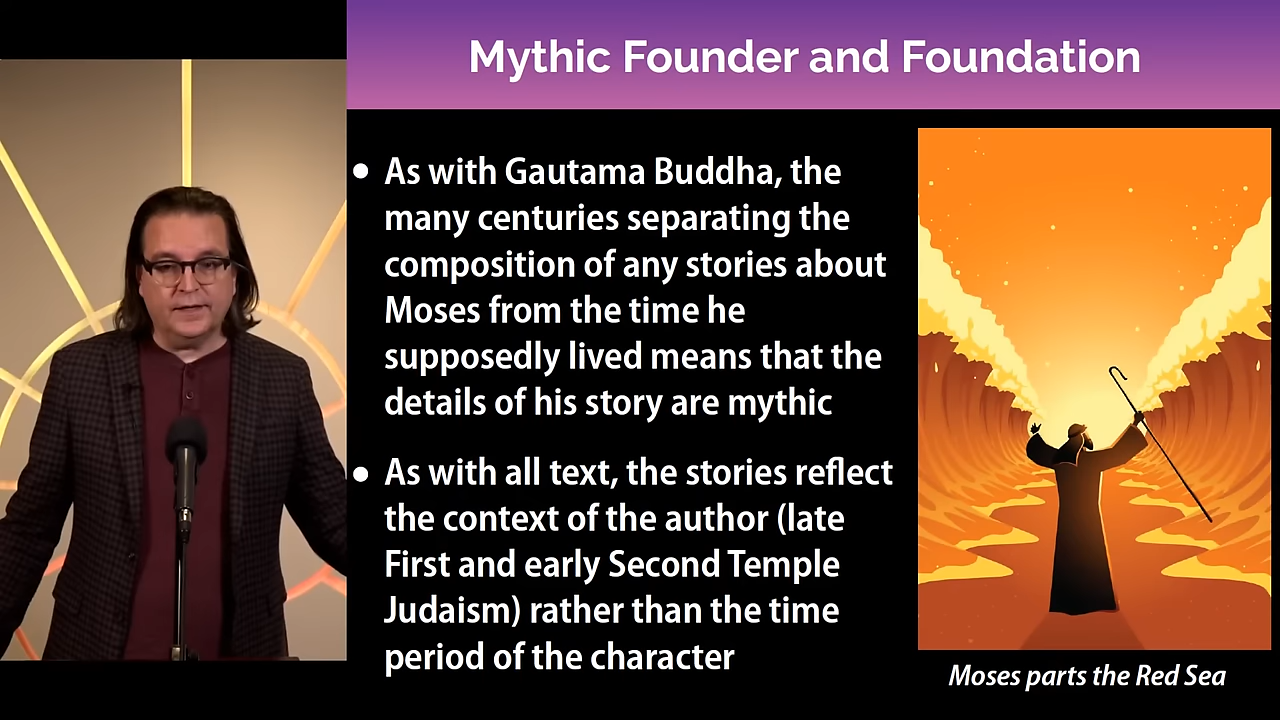 Mythic Founder and Foundation
• As with Gautama Buddha, the
many centuries separating the
composition of any stories about
Moses from the time he
supposedly lived means that the
details of his story are mythic
• As with all text, the stories reflect
the context of the author (late
First and early Second Temple
Judaism) rather than the time
period of the character
Moses parts the Red Sea